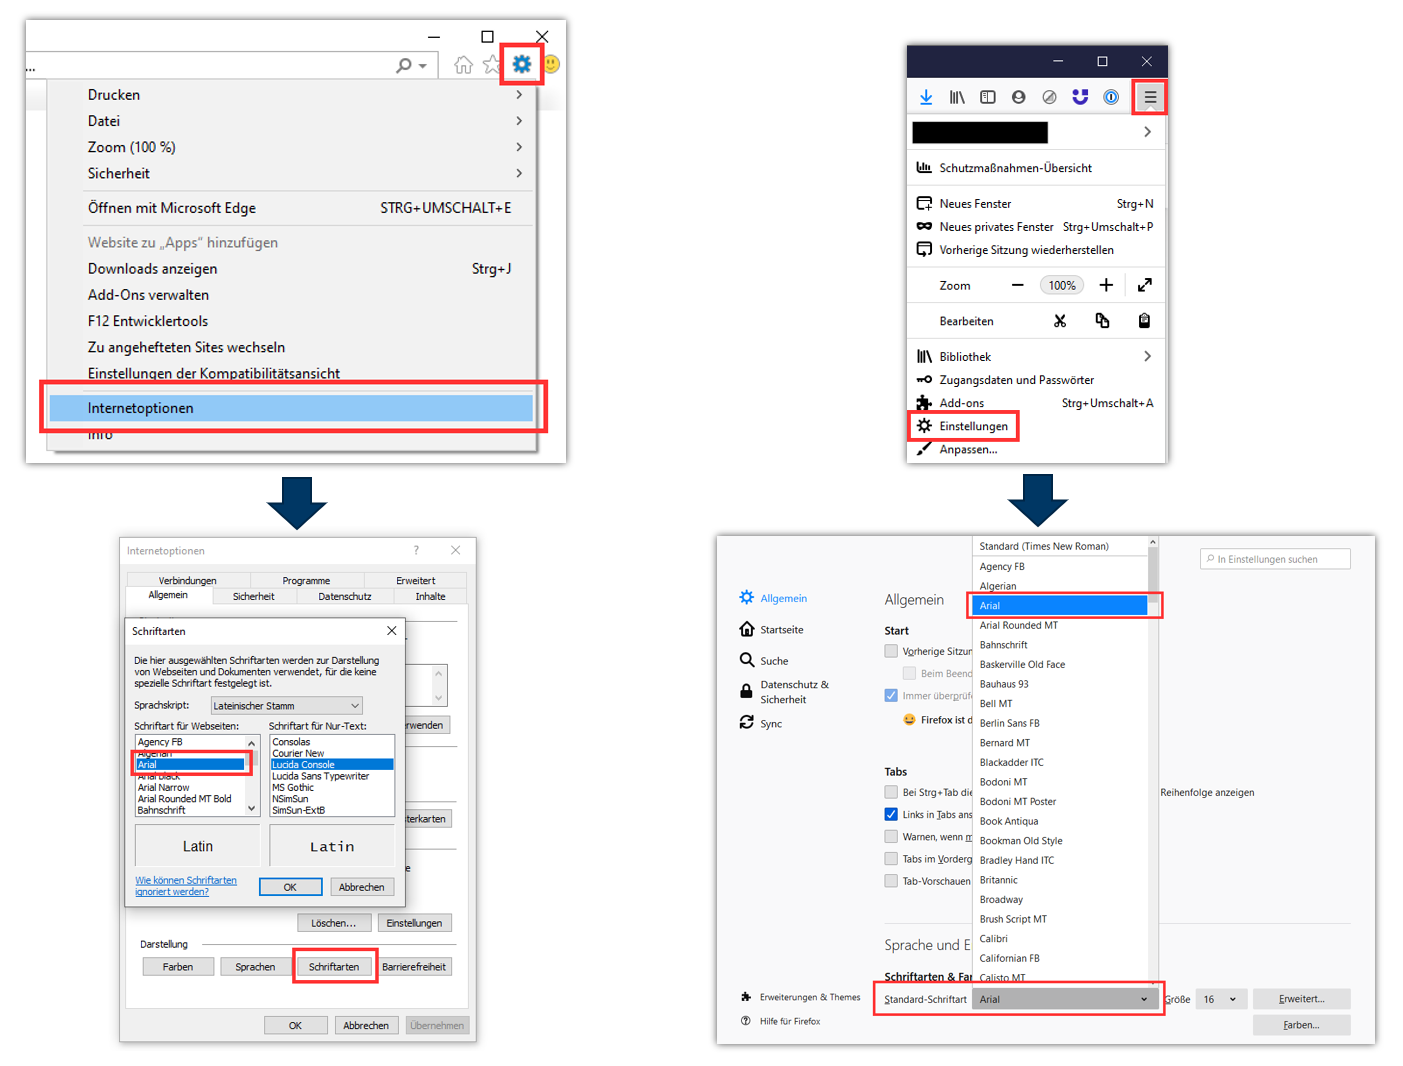 ...
Drucken
Datei
Zoom (100 %)
Sicherheit
Öffnen mit Microsoft Edge STRG+UMSCHALT+E
Website zu „Apps“ hinzufügen
Downloads anzeigen Strg+J
Add-Ons verwalten
F12 Entwicklertools
Zu angehefteten Sites wechseln
Einstellungen der Kompatibilitätsansicht
Internetoptionen
Info
Schutzmaßnahmen-Übersicht
Neues Fenster Strg+N
Neues privates Fenster Strg+Umschalt+P
Vorherige Sitzung wiederherstellen
Zoom 100%
Bearbeiten
Bibliothek
Zugangsdaten und Passwörter
Add-ons Strg+Umschalt+A
Einstellungen
Anpassen...
Internetoptionen ?
Verbindungen Programme Erweitert
Allgemein Sicherheit Datenschutz Inhalte
Schriftarten
Die hier ausgewählten Schriftarten werden zur Darstellung
von Webseiten und Dokumenten verwendet, für die keine
spezielle Schriftart festgelegt ist.
Sprachskript: Lateinischer Stamm
Schriftart für Webseiten: Schriftart für Nur-Text:
Agency FB
Algerian
Arial
Arial Black
Arial Narrow
Arial Rounded MT Bold
Bahnschrift
Consolas
Courier New
Lucida Console
Lucida Sans Typewriter
MS Gothic
NSimSun
SimSun-ExtB
Latin Latin
Wie können Schriftarten
ignoriert werden?
OK Abbrechen
rwenden
terkarten
e
Löschen... Einstellungen
Darstellung
Farben Sprachen Schriftarten Barrierefreiheit
OK Abbrechen Übernehmen
In Einstellungen suchen
Allgemein
Startseite
Suche
Datenschutz &
Sicherheit
Sync
Erweiterungen & Themes
Hilfe für Firefox
Allgemein
Start
Vorherige Sitzun
Beim Beend
Immer überprüfe
Firefox ist d
Tabs
Bei Strg+Tab die Reihenfolge anzeigen
Links in Tabs ans
Warnen, wenn m
Tabs im Vorderg
Tab-Vorschauen
Sprache und E
Schriftarten & Far
Standard-Schriftart Arial Größe 16 Erweitert...
Farben...
Standard (Times New Roman)
Agency FB
Algerian
Arial
Arial Rounded MT
Bahnschrift
Baskerville Old Face
Bauhaus 93
Bell MT
Berlin Sans FB
Bernard MT
Blackadder ITC
Bodoni MT
Bodoni MT Poster
Book Antiqua
Bookman Old Style
Bradley Hand ITC
Britannic
Broadway
Brush Script MT
Calibri
Californian FB
Calisto MT